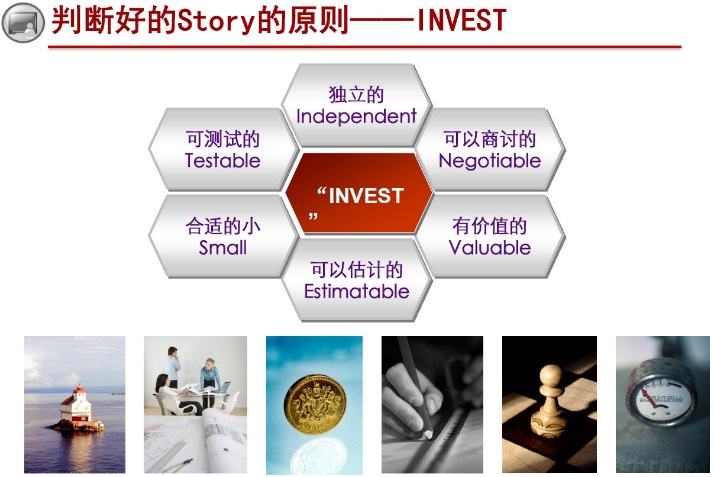 判断好的Story的原则——INVEST
独立的
Independent
可以商讨的
Negotiable
有价值的
Valuable
可以估计的
Estimatable
合适的小
Small
可测试的
Testable
“INVEST
”